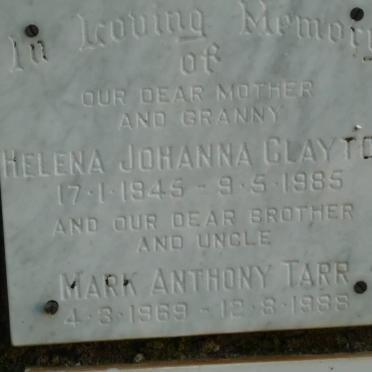 In Loving Memory
of
OUR DEAR MOTHER
AND GRANNY
HELENA JOHANNA CLAYTO
17·1·1945 - 9·5·1985
AND OUR DEAR BROTHER
AND UNCLE
MARK ANTHONY TARR
4·3·1969 - 12·8·1988